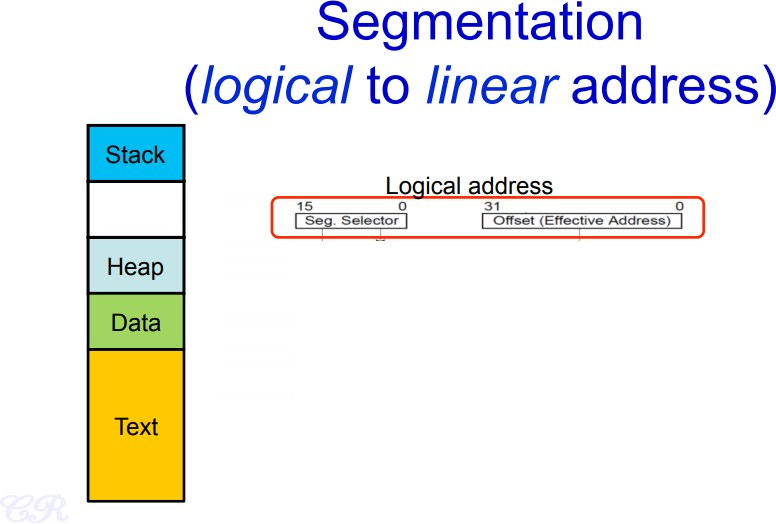 Segmentation
(logical to linear address)
Stack
Logical address
15 0 31 0
Seg. Selector Offset (Effective Address)
Heap
Data
Text
CR